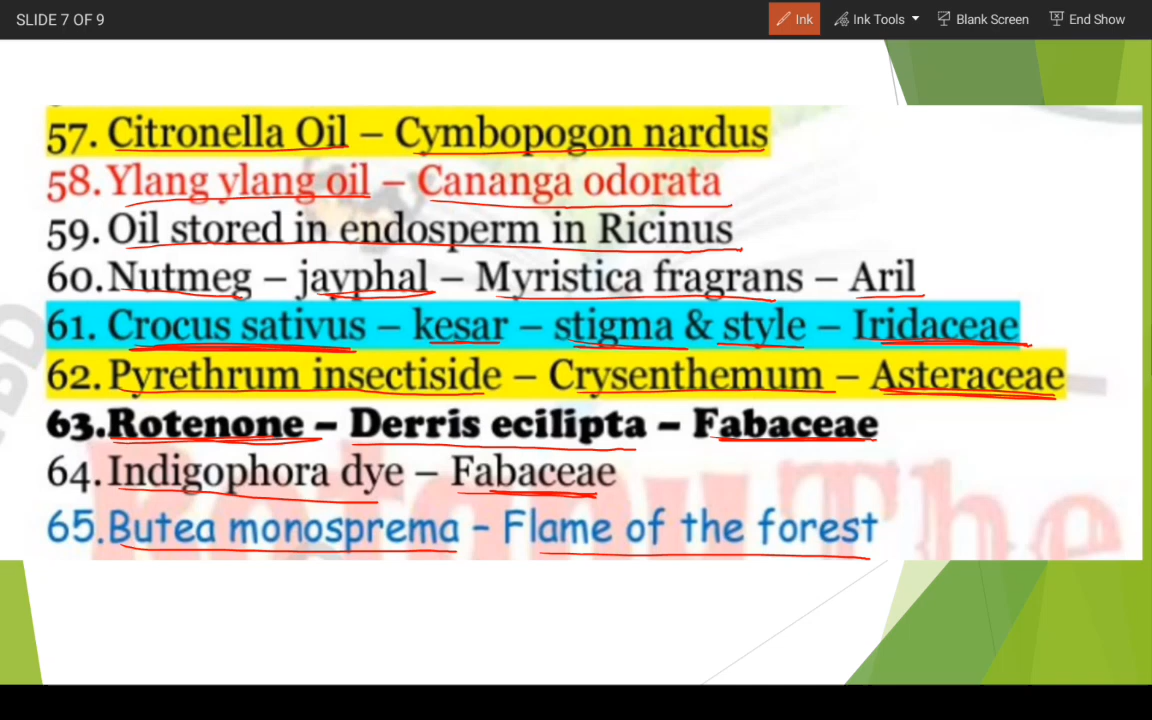 SLIDE 7 OF 9 Ink Ink Tools Blank Screen End Show
57. Citronella Oil – Cymbopogon nardus
58. Ylang ylang oil – Cananga odorata
59. Oil stored in endosperm in Ricinus
60. Nutmeg – jayphal – Myristica fragrans – Aril
61. Crocus sativus – kesar – stigma & style – Iridaceae
62. Pyrethrum insectiside – Crysenthemum – Asteraceae
63. Rotenone – Derris ecilipta – Fabaceae
64. Indigophora dye – Fabaceae
65. Butea monosprema – Flame of the forest